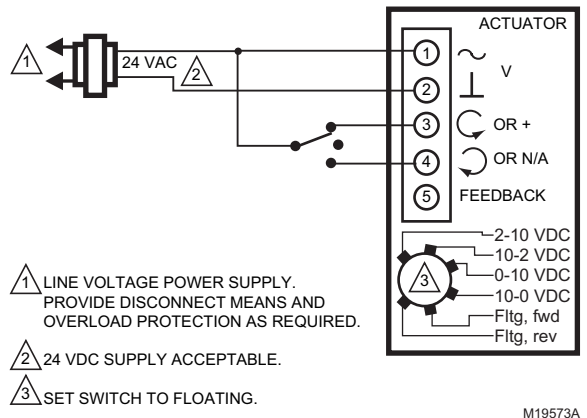 ACTUATOR
1
24 VAC
2
1
V
2
3
OR +
4
OR N/A
5
FEEDBACK
2-10 VDC
10-2 VDC
0-10 VDC
10-0 VDC
Fltg, fwd
Fltg, rev
3
1 LINE VOLTAGE POWER SUPPLY.
PROVIDE DISCONNECT MEANS AND
OVERLOAD PROTECTION AS REQUIRED.
2 24 VDC SUPPLY ACCEPTABLE.
3 SET SWITCH TO FLOATING.
M19573A